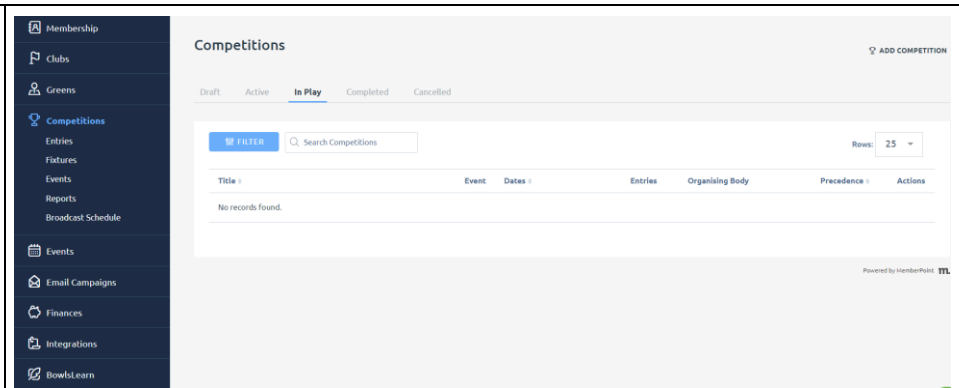 Membership
Clubs
Greens
Competitions
Entries
Fixtures
Events
Reports
Broadcast Schedule
Events
Email Campaigns
Finances
Integrations
BowlsLearn
Competitions
ADD COMPETITION
Draft Active In Play Completed Cancelled
FILTER Search Competitions Rows: 25
Title Event Dates Entries Organising Body Precedence Actions
No records found.
Powered by MemberPoint m.